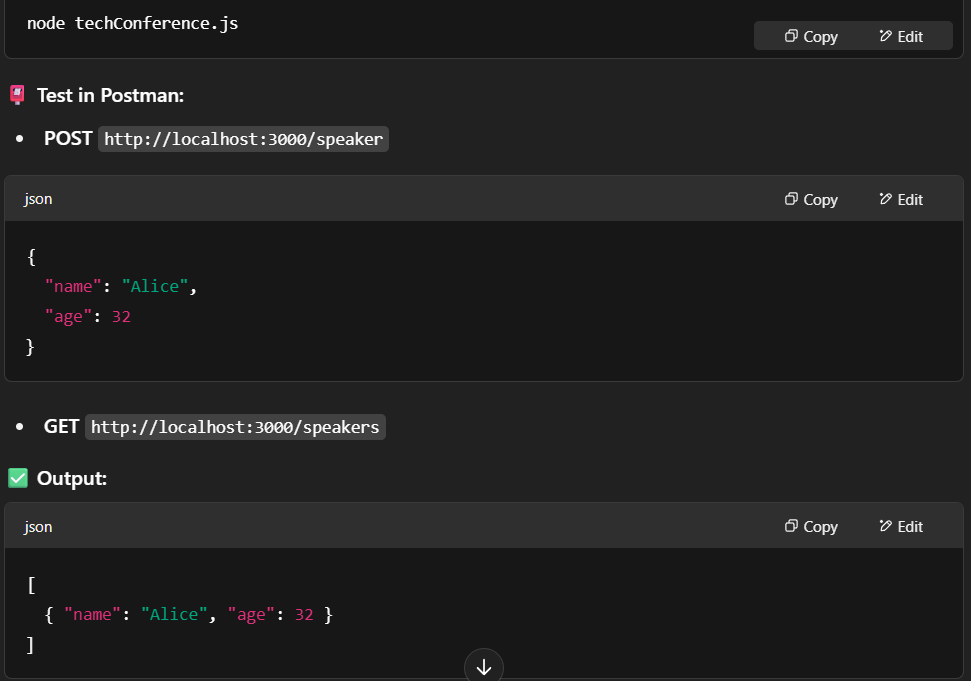 node techConference.js
Copy Edit
Test in Postman:
POST http://localhost:3000/speaker
json Copy Edit
{
"name": "Alice",
"age": 32
}
GET http://localhost:3000/speakers
Output:
json Copy Edit
[
{ "name": "Alice", "age": 32 }
]